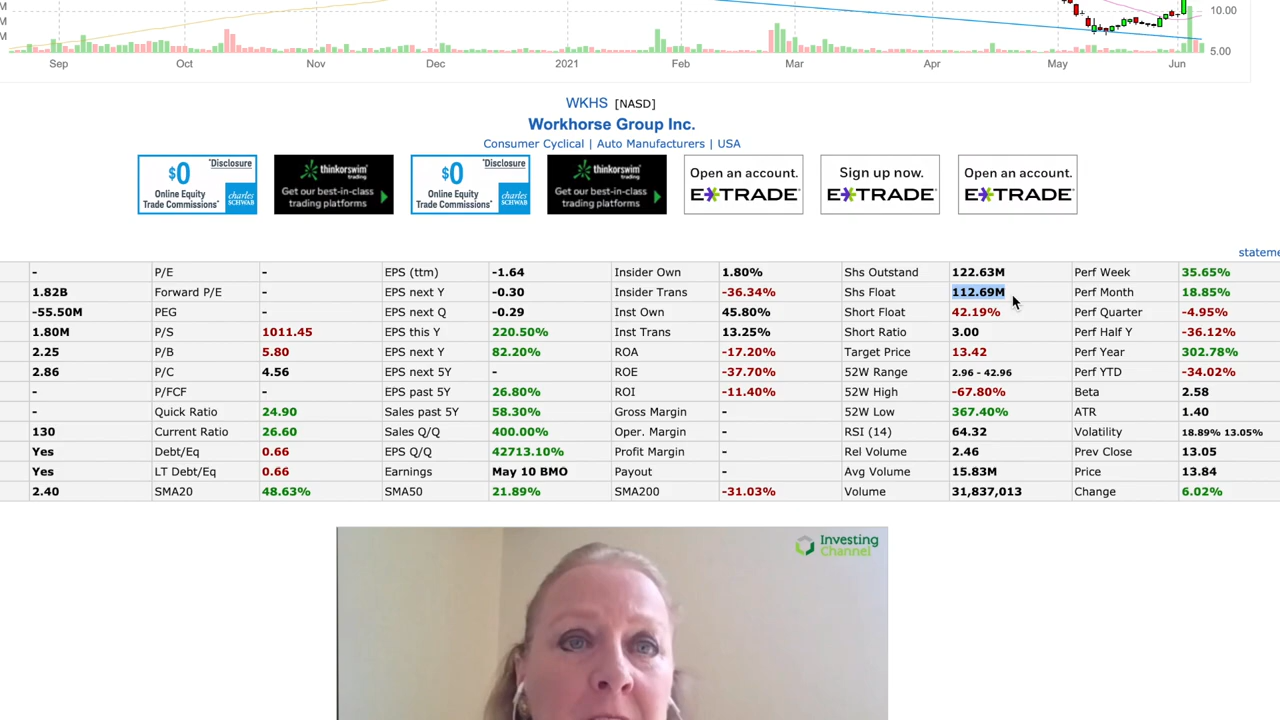 M
M
M
10.00
5.00
Sep Oct Nov Dec 2021 Feb Mar Apr May Jun
WKHS [NASD]
Workhorse Group Inc.
Consumer Cyclical | Auto Manufacturers | USA
*Disclosure
$0
Online Equity
Trade Commissions*
charles
SCHWAB
thinkorswim
trading
Get our best-in-class
trading platforms
*Disclosure
$0
Online Equity
Trade Commissions*
charles
SCHWAB
thinkorswim
trading
Get our best-in-class
trading platforms
Open an account.
E*TRADE
Sign up now.
E*TRADE
Open an account.
E*TRADE
stateme
- P/E - EPS (ttm) -1.64 Insider Own 1.80% Shs Outstand 122.63M Perf Week 35.65%
1.82B Forward P/E - EPS next Y -0.30 Insider Trans -36.34% Shs Float 112.69M Perf Month 18.85%
-55.50M PEG - EPS next Q -0.29 Inst Own 45.80% Short Float 42.19% Perf Quarter -4.95%
1.80M P/S 1011.45 EPS this Y 220.50% Inst Trans 13.25% Short Ratio 3.00 Perf Half Y -36.12%
2.25 P/B 5.80 EPS next Y 82.20% ROA -17.20% Target Price 13.42 Perf Year 302.78%
2.86 P/C 4.56 EPS next 5Y - ROE -37.70% 52W Range 2.96 - 42.96 Perf YTD -34.02%
- P/FCF - EPS past 5Y 26.80% ROI -11.40% 52W High -67.80% Beta 2.58
- Quick Ratio 24.90 Sales past 5Y 58.30% Gross Margin - 52W Low 367.40% ATR 1.40
130 Current Ratio 26.60 Sales Q/Q 400.00% Oper. Margin - RSI (14) 64.32 Volatility 18.89% 13.05%
Yes Debt/Eq 0.66 EPS Q/Q 42713.10% Profit Margin - Rel Volume 2.46 Prev Close 13.05
Yes LT Debt/Eq 0.66 Earnings May 10 BMO Payout - Avg Volume 15.83M Price 13.84
2.40 SMA20 48.63% SMA50 21.89% SMA200 -31.03% Volume 31,837,013 Change 6.02%
Investing
Channel